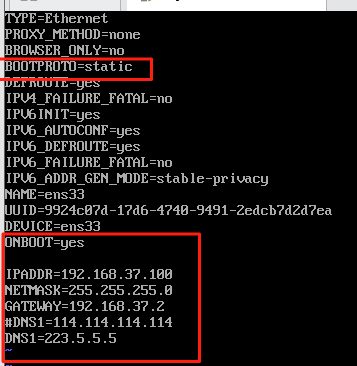 TYPE=Ethernet
PROXY_METHOD=none
BROWSER_ONLY=no
BOOTPROTO=static
DEFROUTE=yes
IPV4_FAILURE_FATAL=no
IPV6INIT=yes
IPV6_AUTOCONF=yes
IPV6_DEFROUTE=yes
IPV6_FAILURE_FATAL=no
IPV6_ADDR_GEN_MODE=stable-privacy
NAME=ens33
UUID=9924c07d-17d6-4740-9491-2edcb7d2d7ea
DEVICE=ens33
ONBOOT=yes
IPADDR=192.168.37.100
NETMASK=255.255.255.0
GATEWAY=192.168.37.2
#DNS1=114.114.114.114
DNS1=223.5.5.5
~